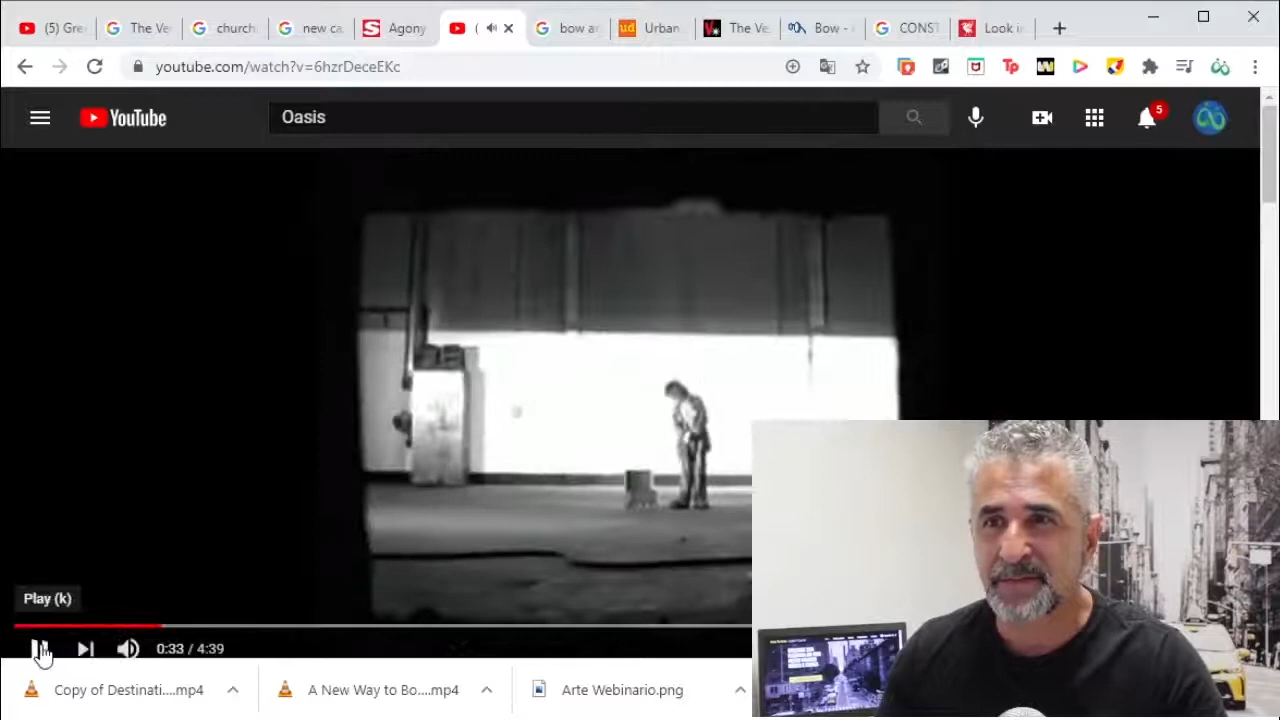 (5) Gre
The Ve
church
new ca
Agony
(
bow ar
Urban
The Ve
Bow -
CONST
Look i
youtube.com/watch?v=6hzrDeceEKc
YouTube
Oasis
5
Play (k)
0:33 / 4:39
Copy of Destinati....mp4
A New Way to Bo....mp4
Arte Webinario.png